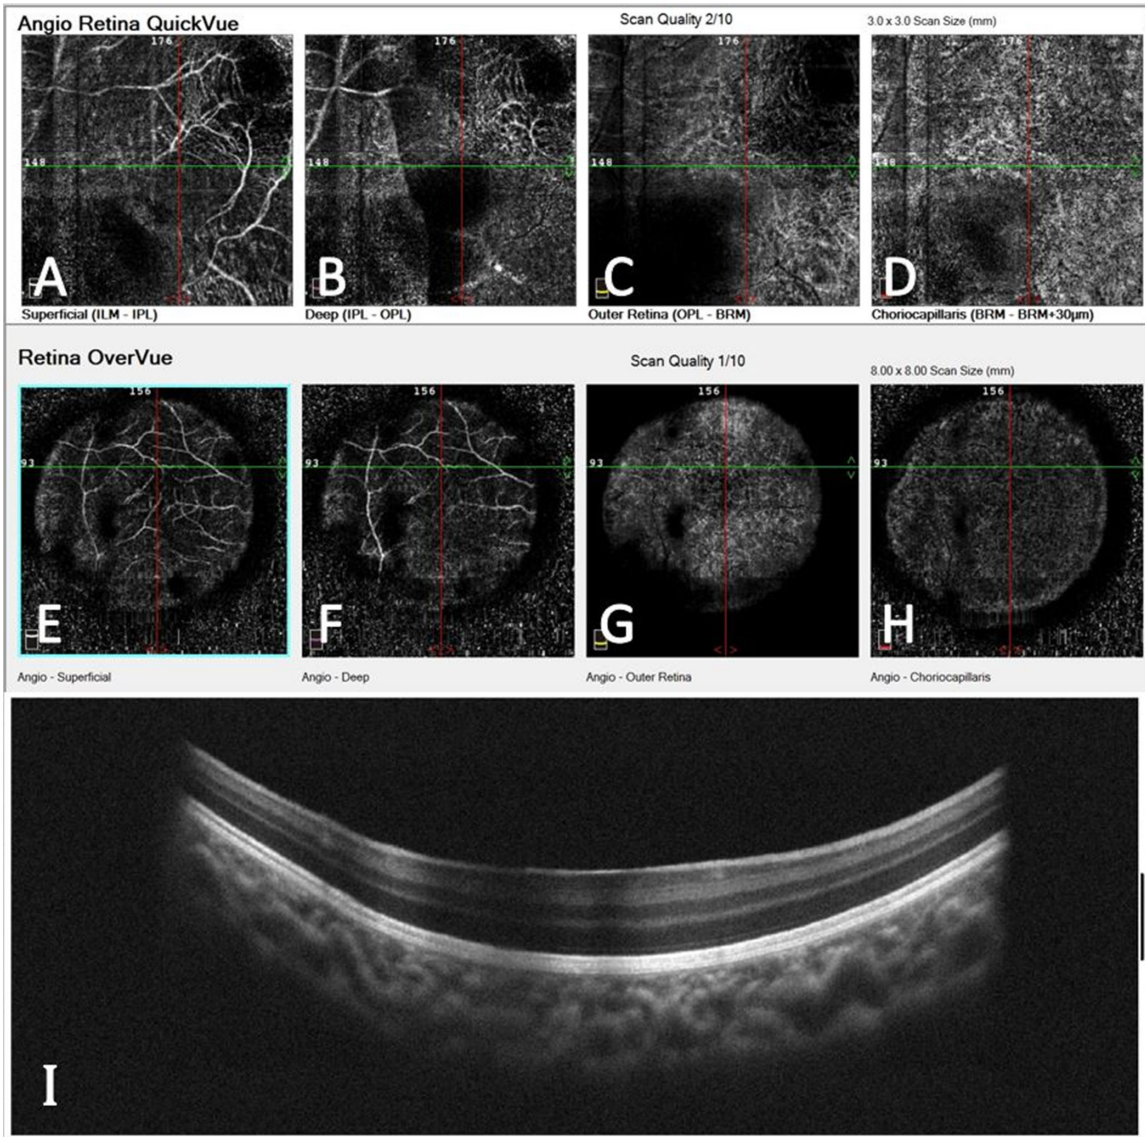 Angio Retina QuickVue
Scan Quality 2/10
3.0 x 3.0 Scan Size (mm)
176
148
A
Superficial (ILM - IPL)
176
148
B
Deep (IPL - OPL)
176
148
C
Outer Retina (OPL - BRM)
176
148
D
Choriocapillaris (BRM - BRM+30µm)
Retina OverVue
Scan Quality 1/10
8.00 x 8.00 Scan Size (mm)
156
93
E
Angio - Superficial
156
F
Angio - Deep
156
93
G
Angio - Outer Retina
156
93
H
Angio - Choriocapillaris
I